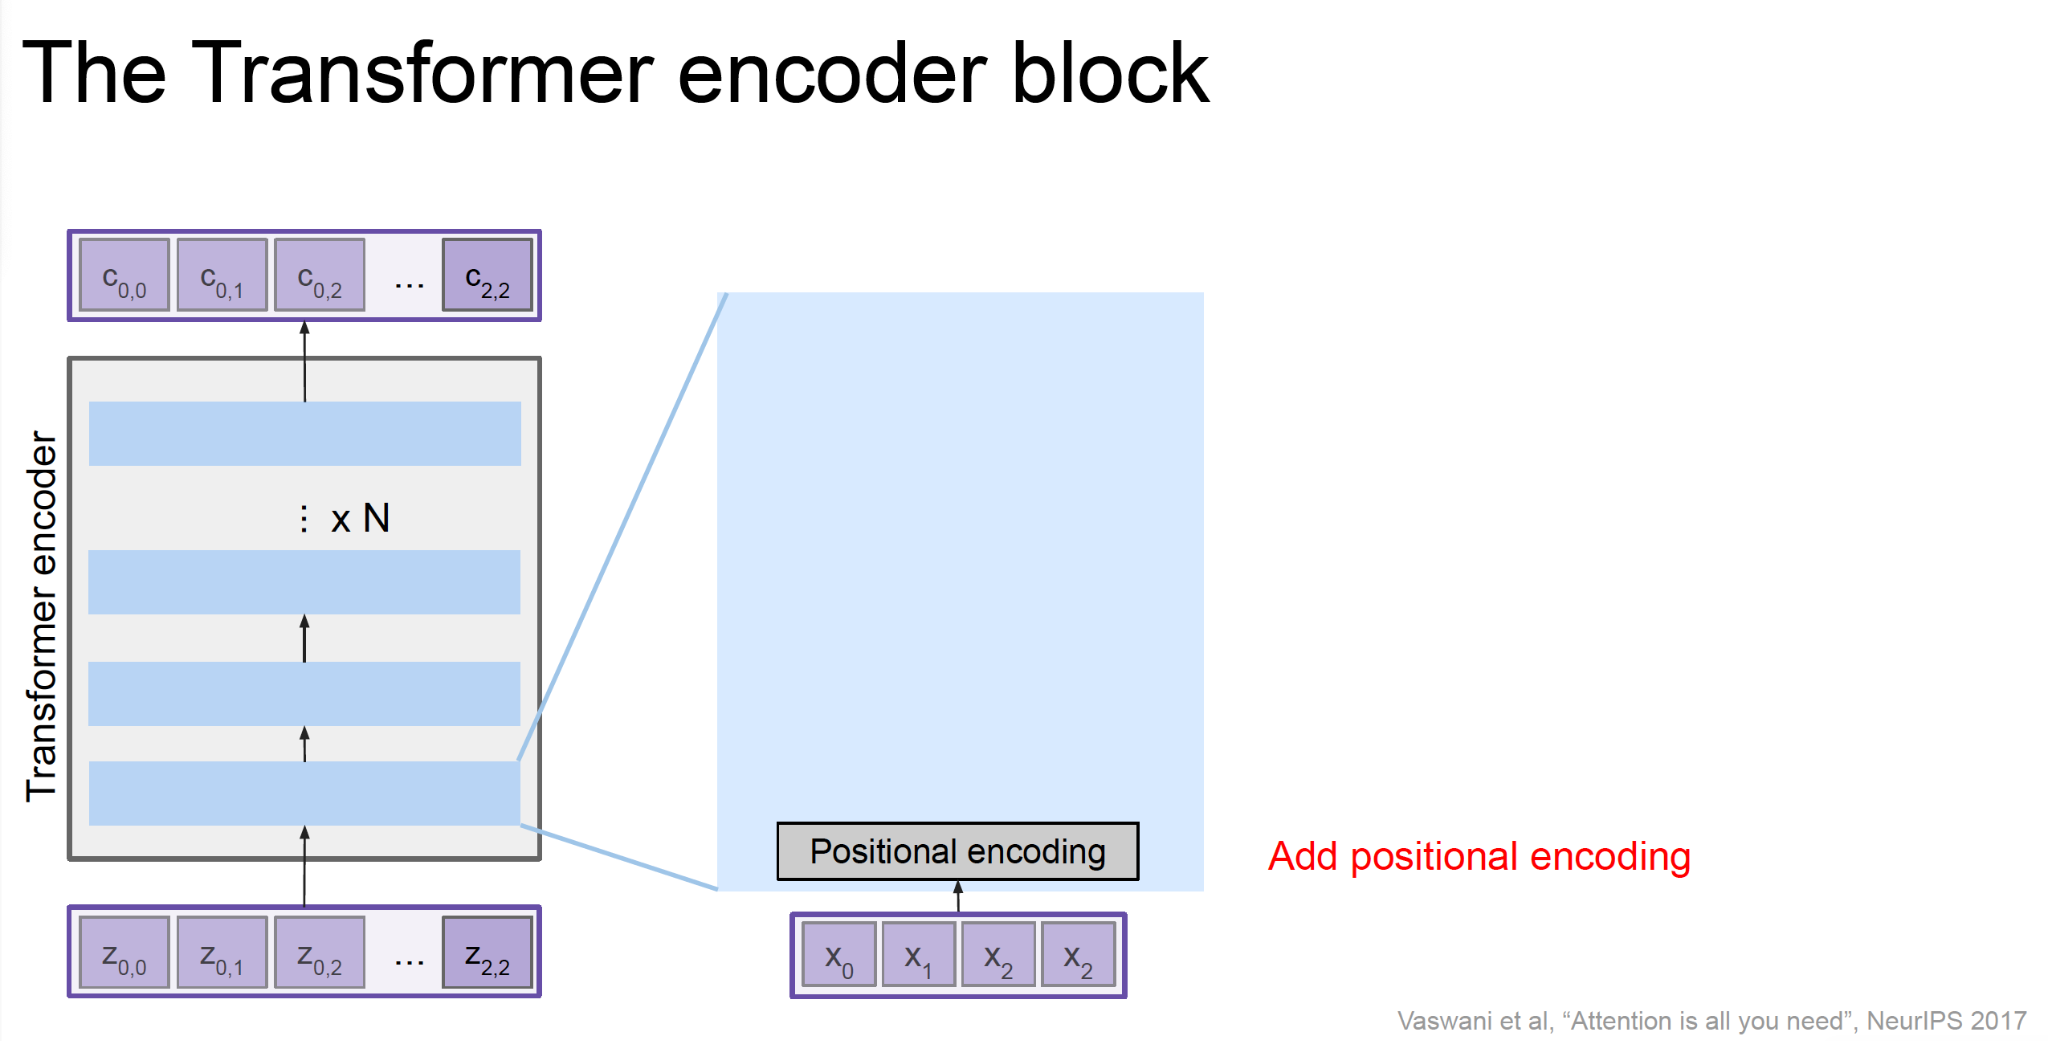 The Transformer encoder block
c0,0 c0,1 c0,2 ... c2,2
Transformer encoder
⋮ x N
Positional encoding
Add positional encoding
z0,0 z0,1 z0,2 ... z2,2
x0 x1 x2 x2
Vaswani et al, “Attention is all you need”, NeurIPS 2017